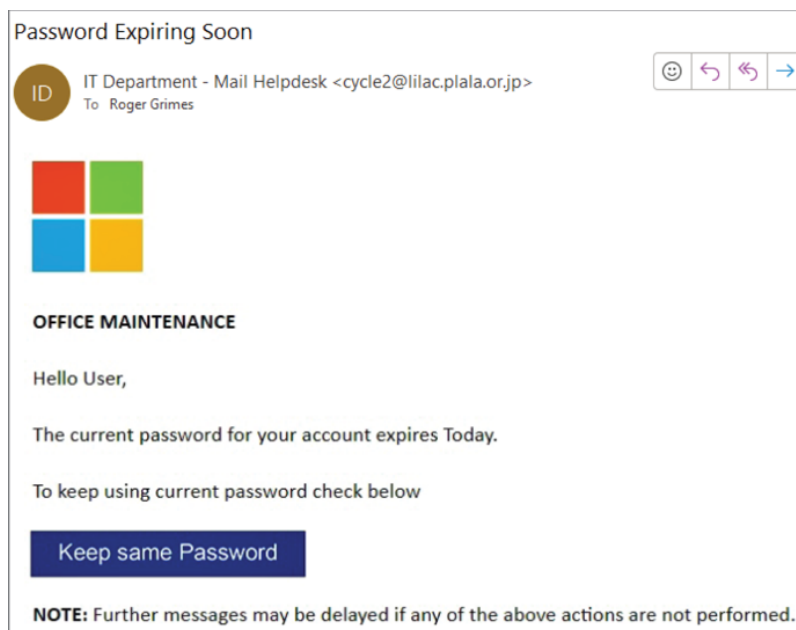 Password Expiring Soon
ID
IT Department - Mail Helpdesk <cycle2@lilac.plala.or.jp>
To Roger Grimes
OFFICE MAINTENANCE
Hello User,
The current password for your account expires Today.
To keep using current password check below
Keep same Password
NOTE: Further messages may be delayed if any of the above actions are not performed.